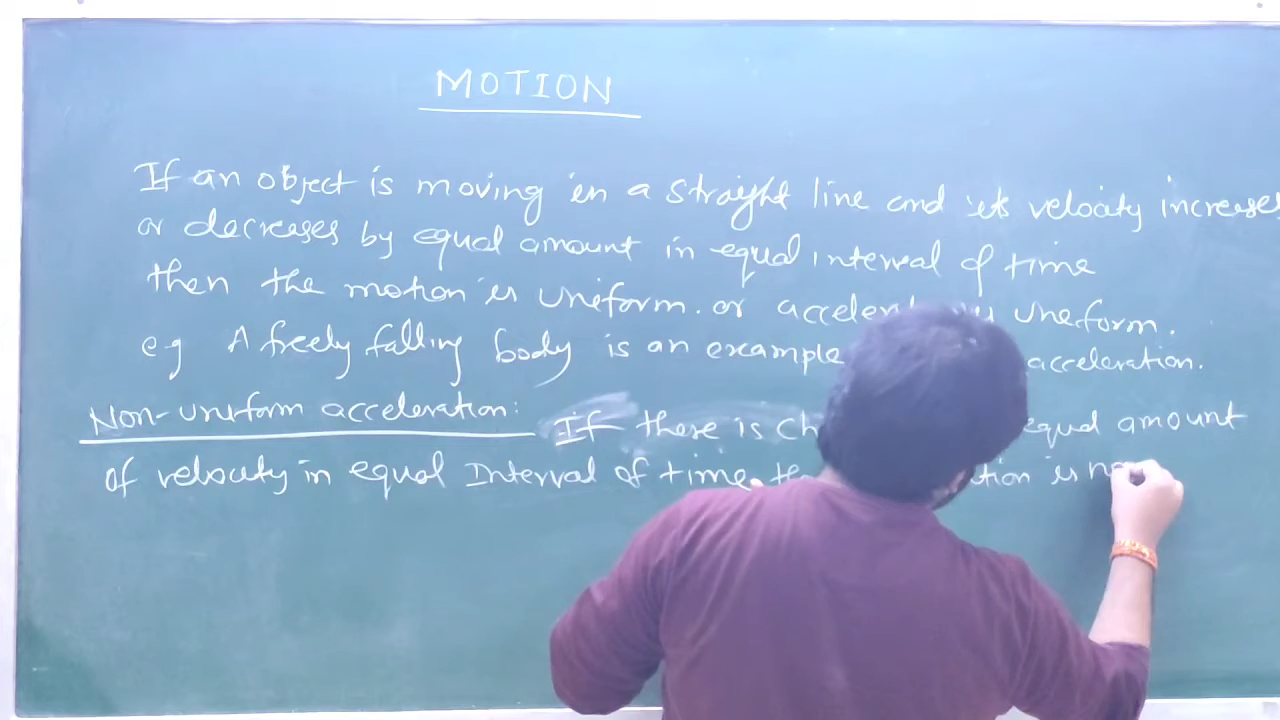 MOTION
If an object is moving in a straight line and its velocity increases
or decreases by equal amount in equal interval of time
then the motion is uniform. or uniform.
e.g A freely falling body is an example acceleration.
Non-uniform acceleration: If there is equal amount
of velocity in equal Interval of time is